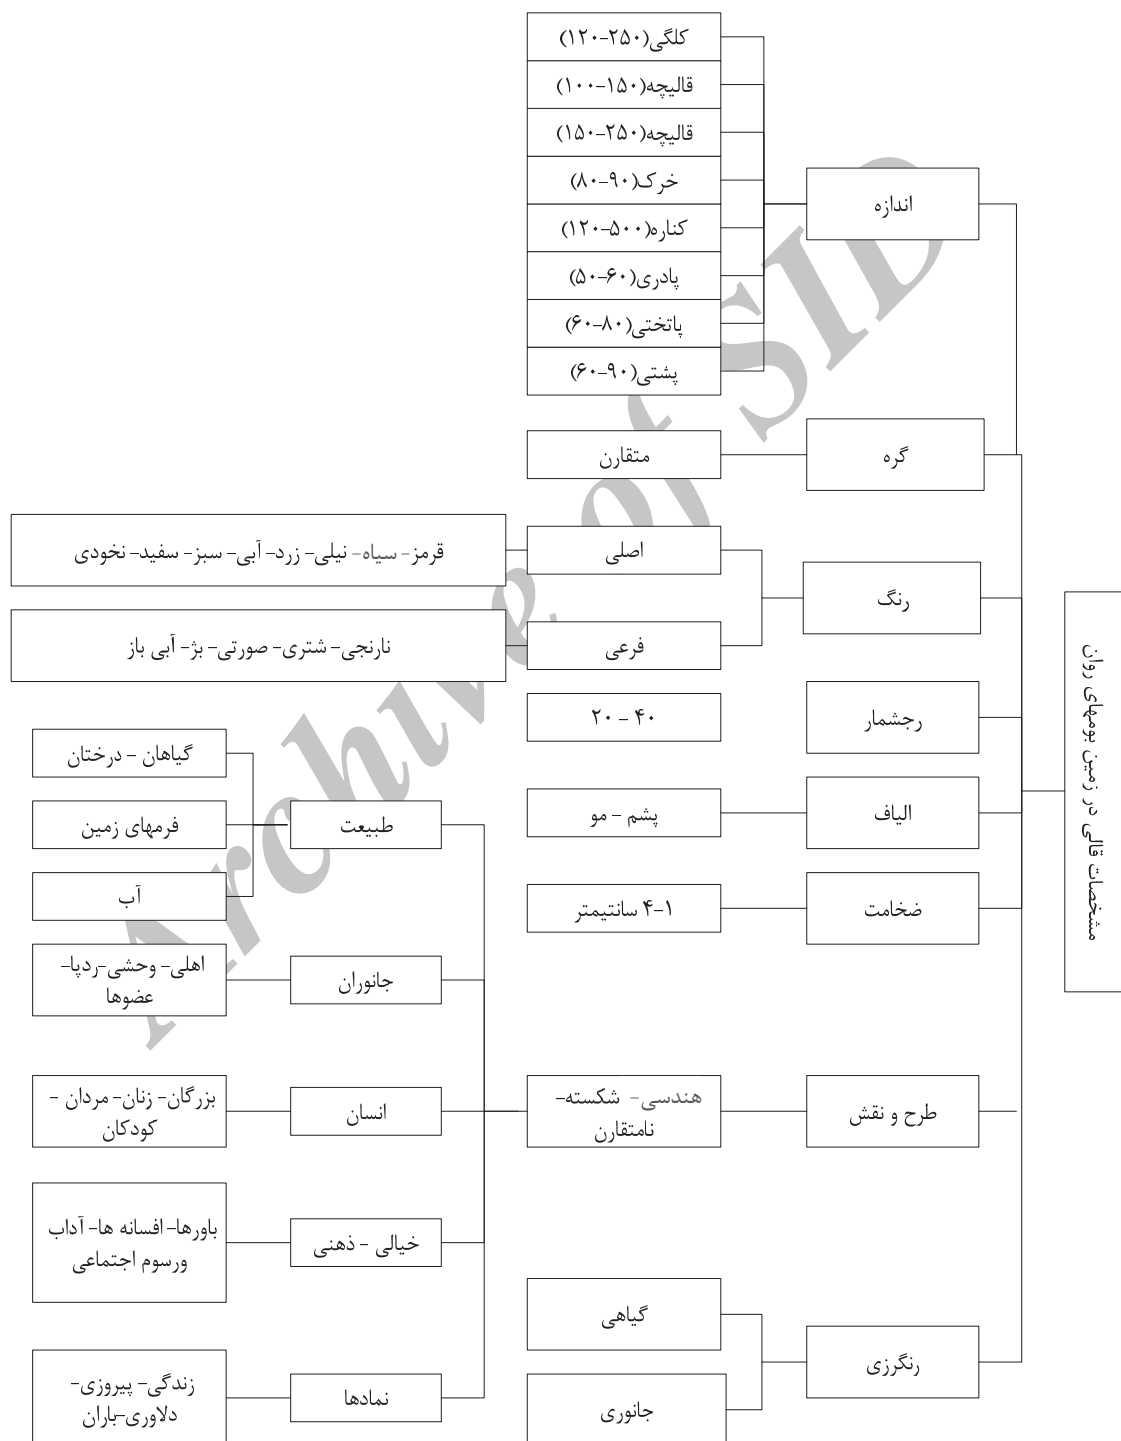 مشخصات قالی در زمین بومهای روان
اندازه
کلگی(۲۵۰-۱۲۰)
قالیچه(۱۵۰-۱۰۰)
قالیچه(۲۵۰-۱۵۰)
خرک(۹۰-۸۰)
کناره(۵۰۰-۱۲۰)
پادری(۶۰-۵۰)
پاتختی(۸۰-۶۰)
پشتی(۹۰-۶۰)
گره
متقارن
رنگ
اصلی
قرمز- سیاه- نیلی- زرد- آبی- سبز- سفید- نخودی
فرعی
نارنجی- شتری- صورتی- بژ- آبی باز
رجشمار
۴۰ - ۲۰
الیاف
پشم - مو
ضخامت
۱-۴ سانتیمتر
طرح و نقش
هندسی- شکسته-
نامتقارن
طبیعت
گیاهان - درختان
فرمهای زمین
آب
جانوران
اهلی- وحشی-ردپا-
عضوها
انسان
بزرگان- زنان- مردان -
کودکان
خیالی - ذهنی
باورها- افسانه ها- آداب
ورسوم اجتماعی
نمادها
زندگی- پیروزی-
دلاوری-باران
رنگرزی
گیاهی
جانوری
Archive of SID